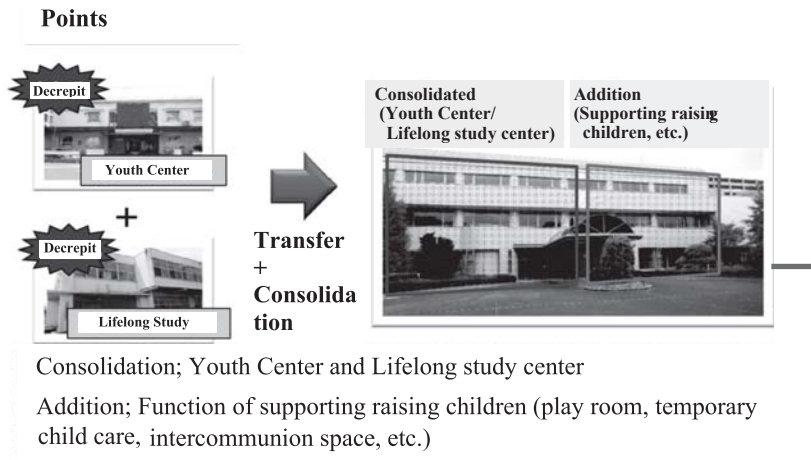 Points
Decrepit
Youth Center
+
Decrepit
Lifelong Study
Transfer
+
Consolida
tion
Consolidated
(Youth Center/
Lifelong study center)
Addition
(Supporting raising
children, etc.)
Consolidation; Youth Center and Lifelong study center
Addition; Function of supporting raising children (play room, temporary
child care, intercommunion space, etc.)